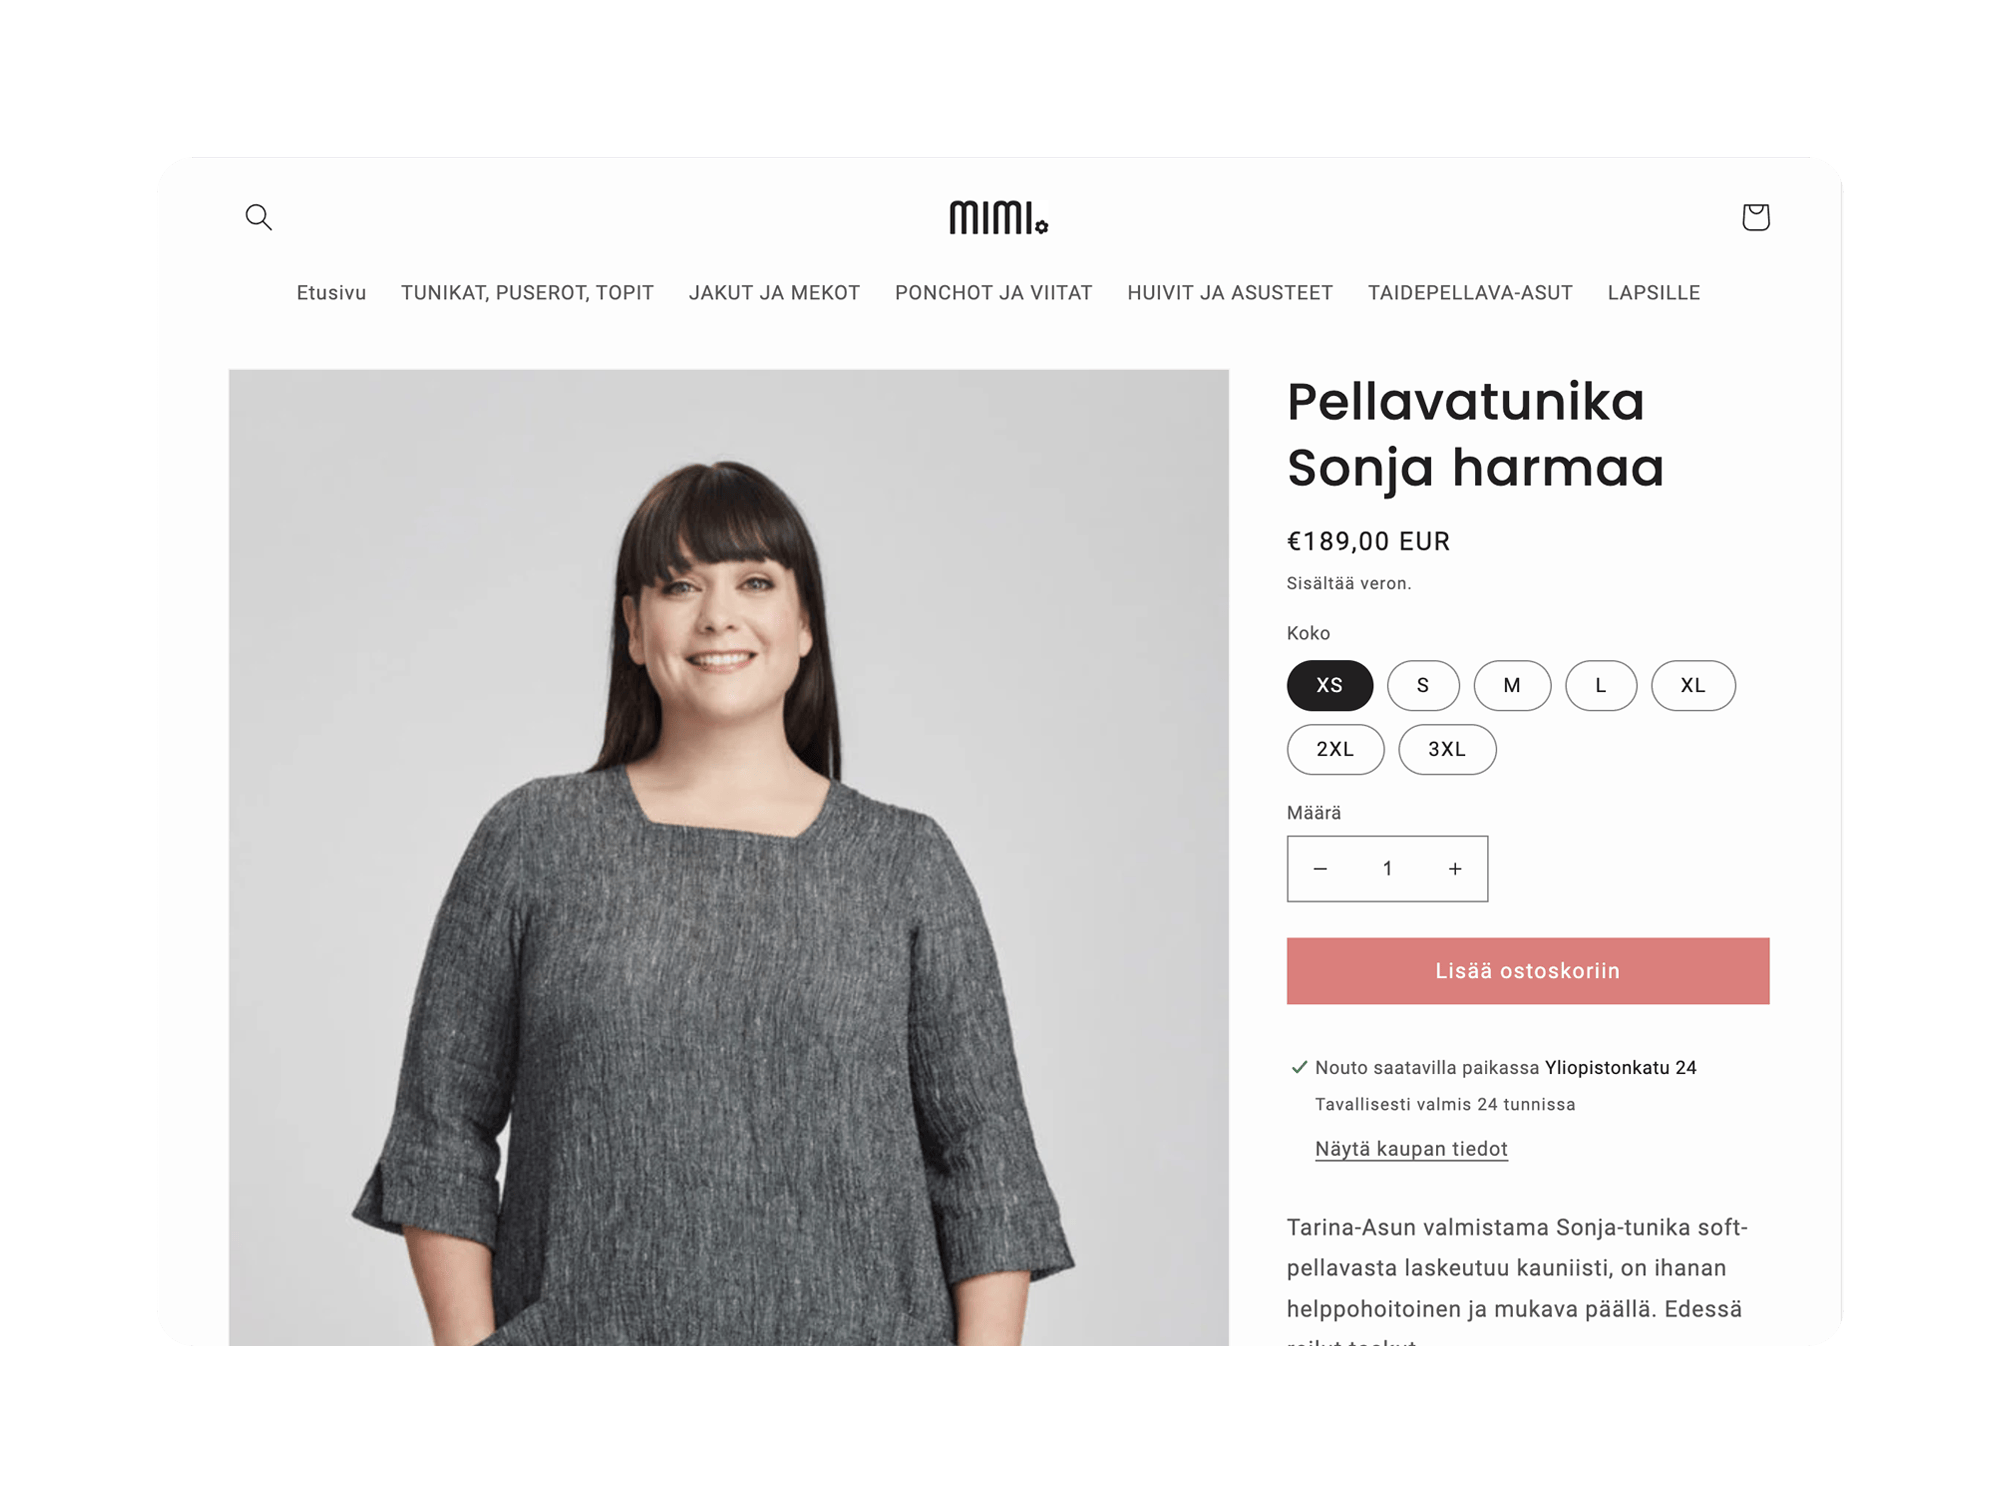 mimi
Etusivu TUNIKAT, PUSEROT, TOPIT JAKUT JA MEKOT PONCHOT JA VIITAT HUIVIT JA ASUSTEET TAIDEPELLAVA-ASUT LAPSILLE
Pellavatunika
Sonja harmaa
€189,00 EUR
Sisältää veron.
Koko
XS S M L XL
2XL 3XL
Määrä
− 1 +
Lisää ostoskoriin
Nouto saatavilla paikassa Yliopistonkatu 24
Tavallisesti valmis 24 tunnissa
Näytä kaupan tiedot
Tarina-Asun valmistama Sonja-tunika soft-
pellavasta laskeutuu kauniisti, on ihanan
helppohoitoinen ja mukava päällä. Edessä